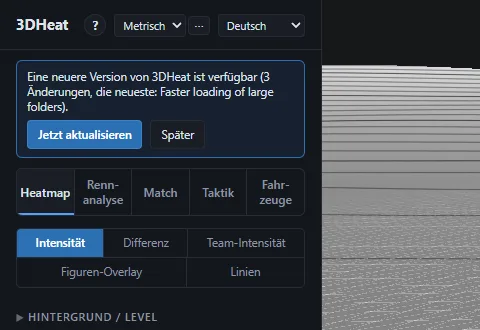 3DHeat ? Metrisch ... Deutsch
Eine neuere Version von 3DHeat ist verfügbar (3
Änderungen, die neueste: Faster loading of large
folders).
Jetzt aktualisieren Später
Heatmap Renn-
analyse Match Taktik Fahr-
zeuge
Intensität Differenz Team-Intensität
Figuren-Overlay Linien
HINTERGRUND / LEVEL